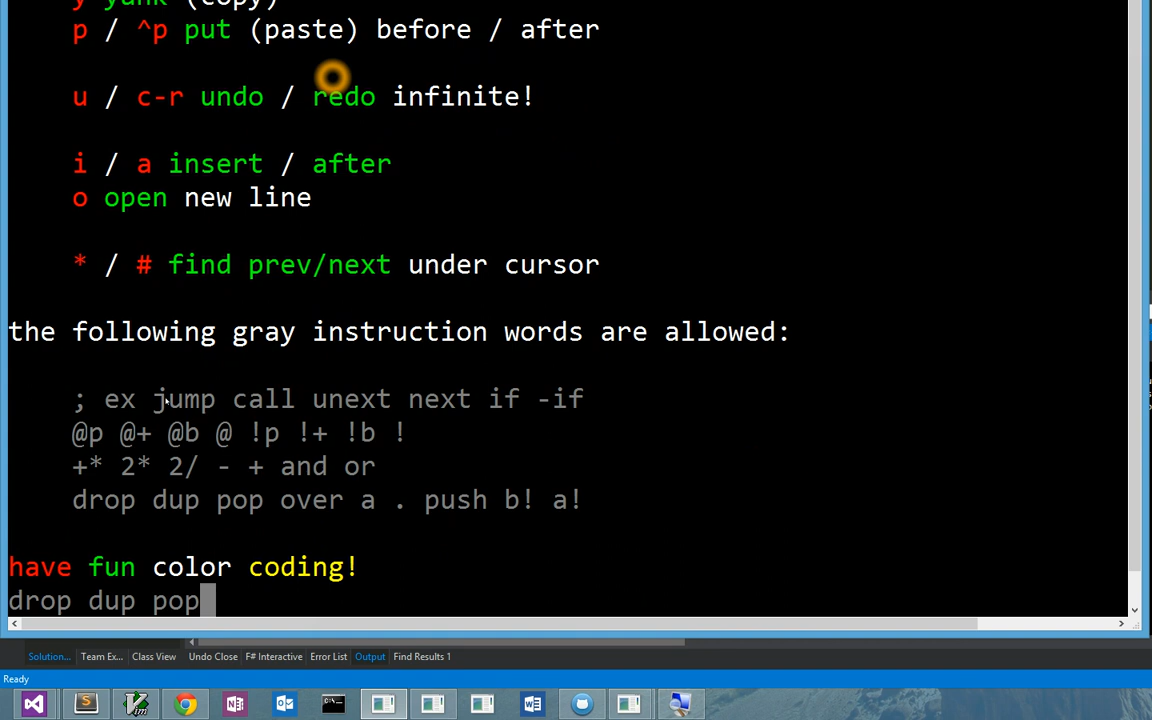 y yank (copy)
p / ^p put (paste) before / after
u / c-r undo / redo infinite!
i / a insert / after
o open new line
* / # find prev/next under cursor
the following gray instruction words are allowed:
; ex jump call unext next if -if
@p @+ @b @ !p !+ !b !
+* 2* 2/ - + and or
drop dup pop over a . push b! a!
have fun color coding!
drop dup pop
Solution... Team Ex... Class View Undo Close F# Interactive Error List Output Find Results 1
Ready